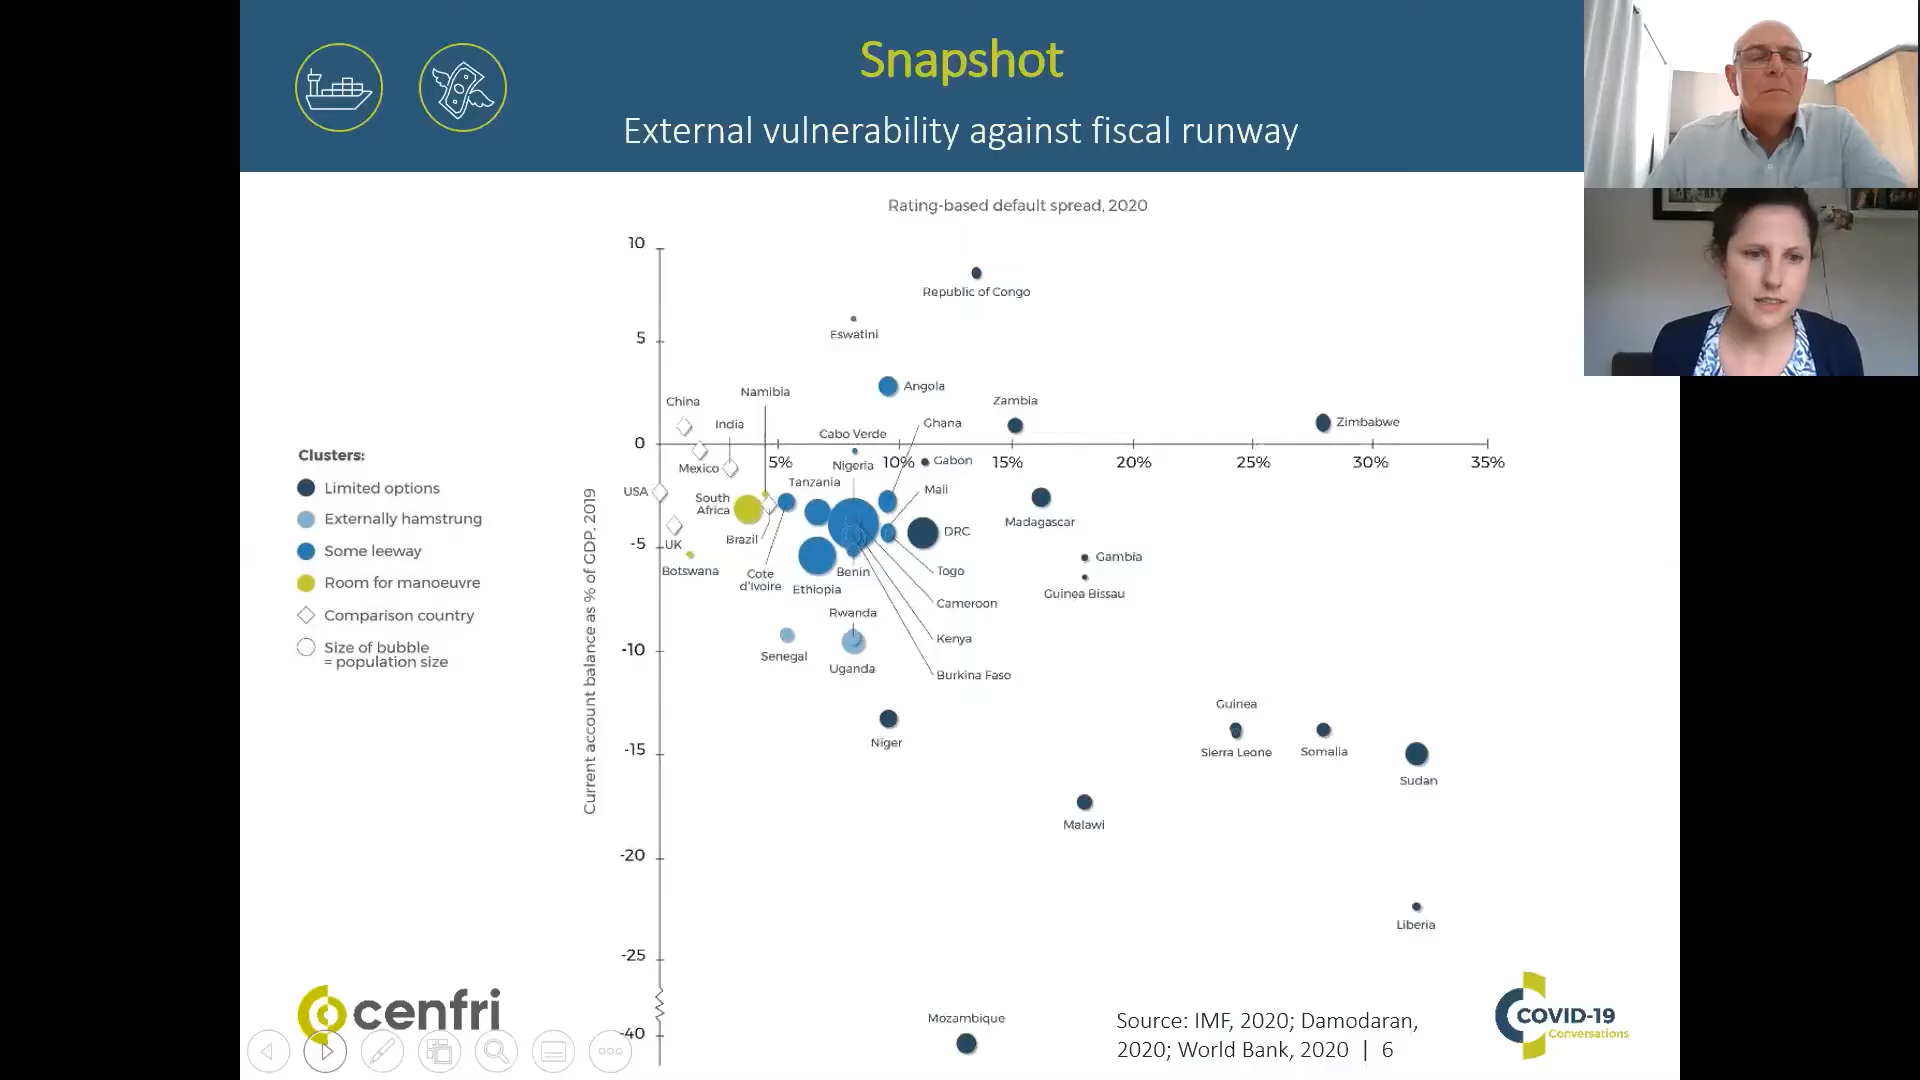 Snapshot
External vulnerability against fiscal runway
Rating-based default spread, 2020
10
Republic of Congo
5
Eswatini
Angola
Namibia
China
Zambia
India
Ghana
Zimbabwe
Cabo Verde
0
5%
10%
15%
20%
25%
30%
35%
Gabon
Nigeria
Mexico
Tanzania
Mali
USA
South
Africa
Madagascar
DRC
Brazil
-5
UK
Gambia
Botswana
Cote
d'Ivoire
Benin
Togo
Ethiopia
Guinea Bissau
Cameroon
Rwanda
Kenya
-10
Senegal
Uganda
Burkina Faso
Guinea
Niger
-15
Sierra Leone
Somalia
Sudan
Malawi
-20
Liberia
-25
Mozambique
-40
Current account balance as % of GDP, 2019
Clusters:
Limited options
Externally hamstrung
Some leeway
Room for manoeuvre
Comparison country
Size of bubble
= population size
cenfri
Source: IMF, 2020; Damodaran,
2020; World Bank, 2020 | 6
COVID-19
Conversations